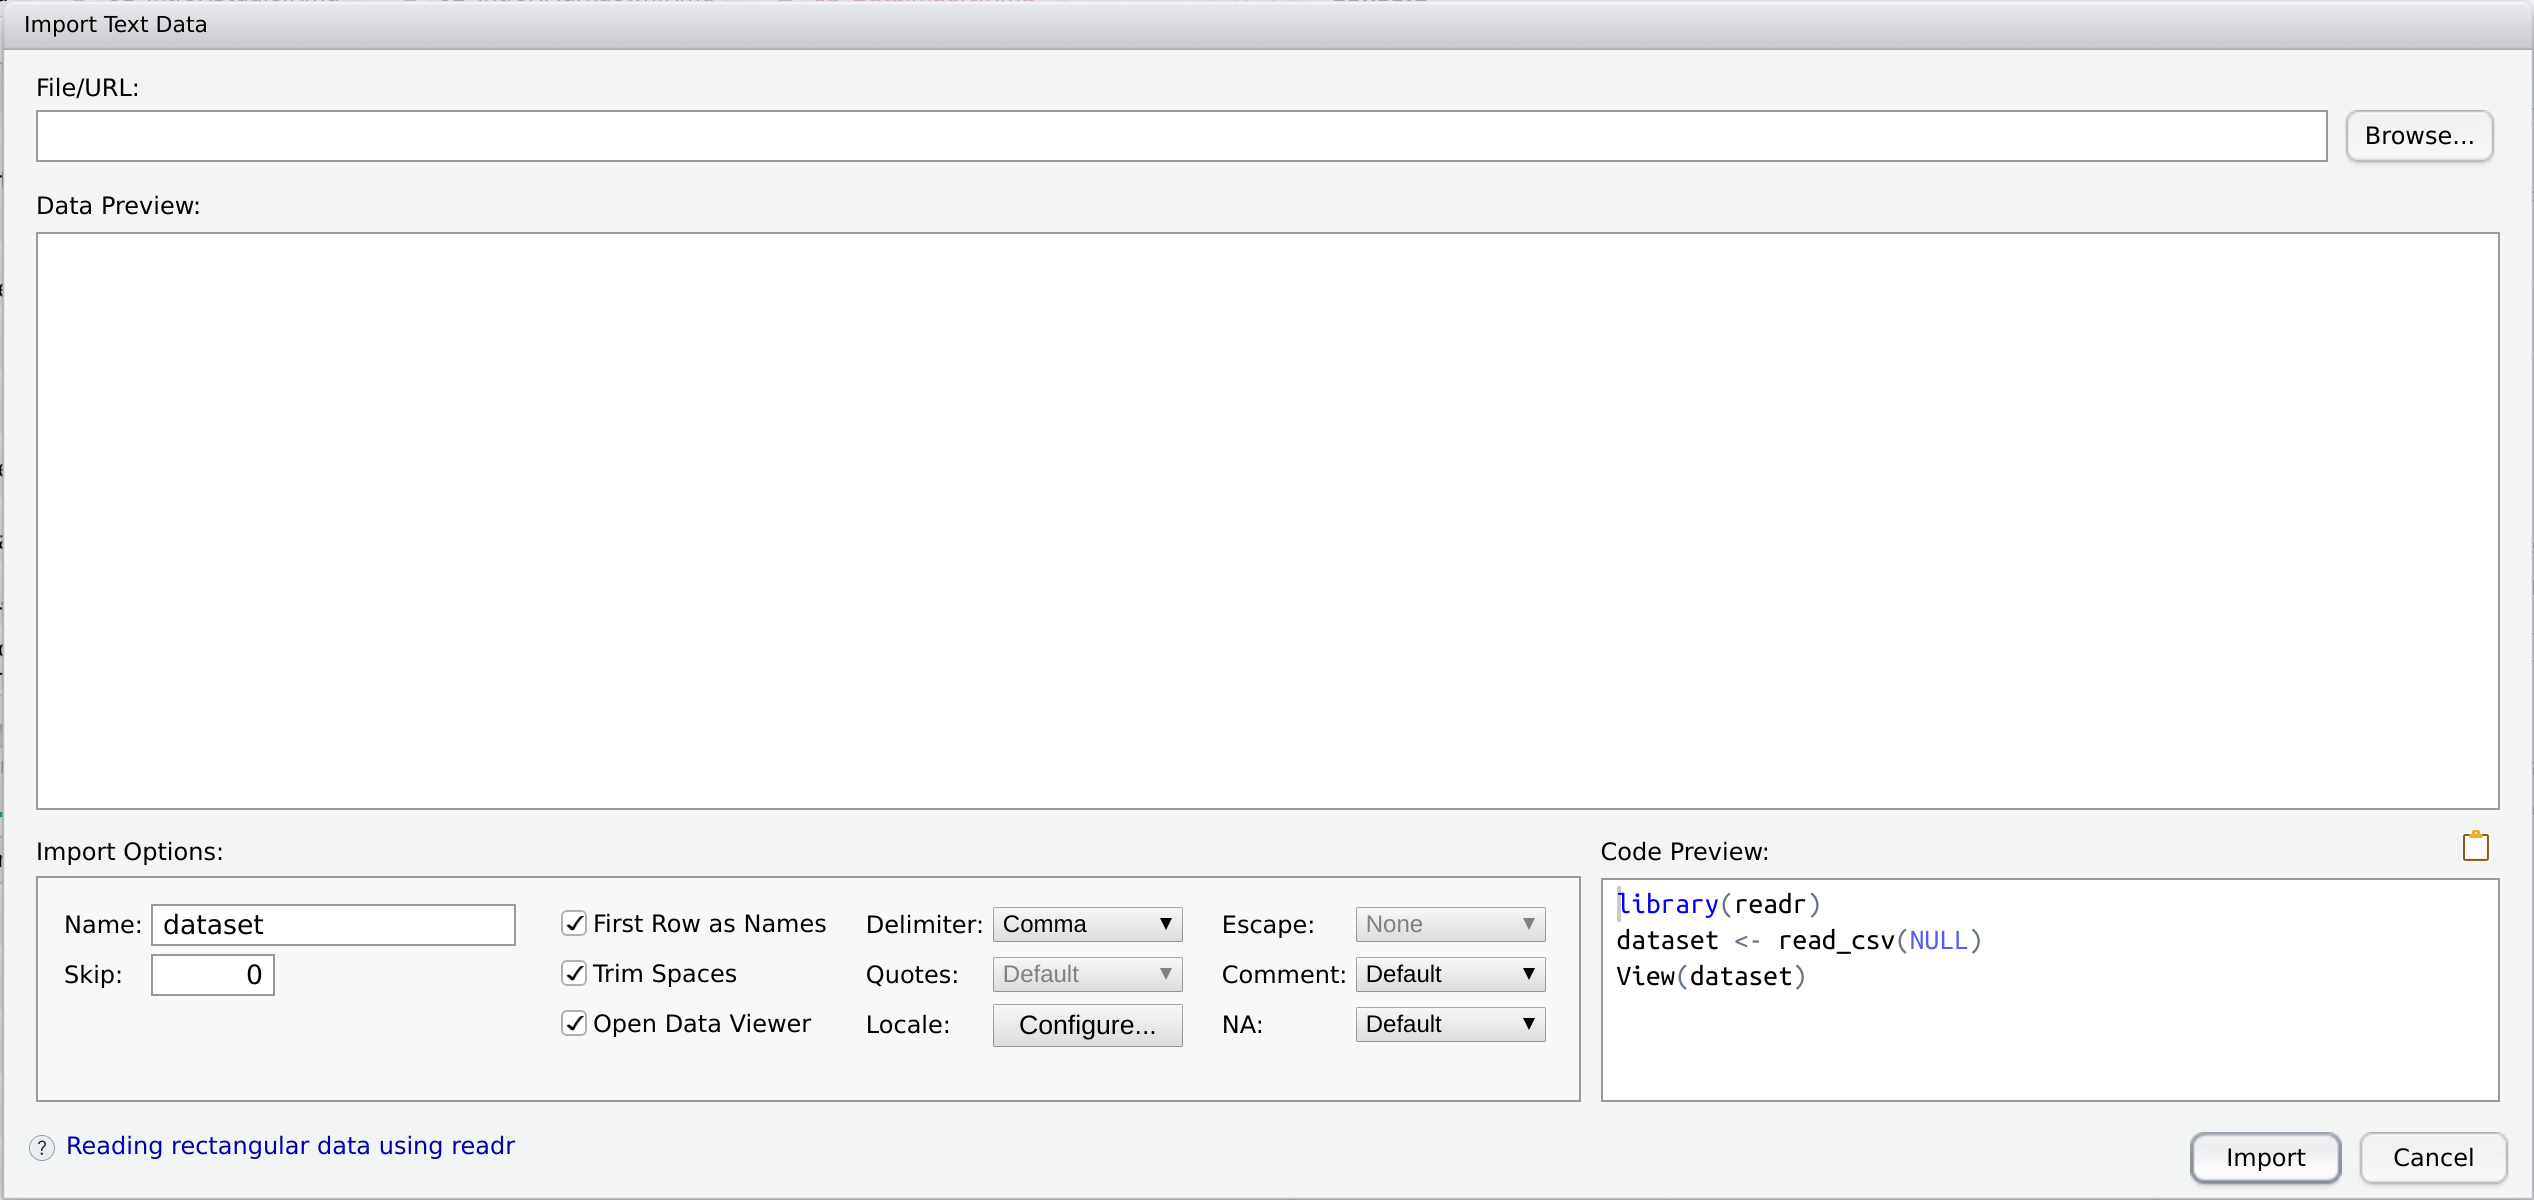 Import Text Data
File/URL:
Browse...
Data Preview:
Import Options:
Code Preview:
Name: dataset
First Row as Names
Delimiter: Comma
Escape: None
Skip: 0
Trim Spaces
Quotes: Default
Comment: Default
Open Data Viewer
Locale: Configure...
NA: Default
library(readr)
dataset <- read_csv(NULL)
View(dataset)
? Reading rectangular data using readr
Import
Cancel